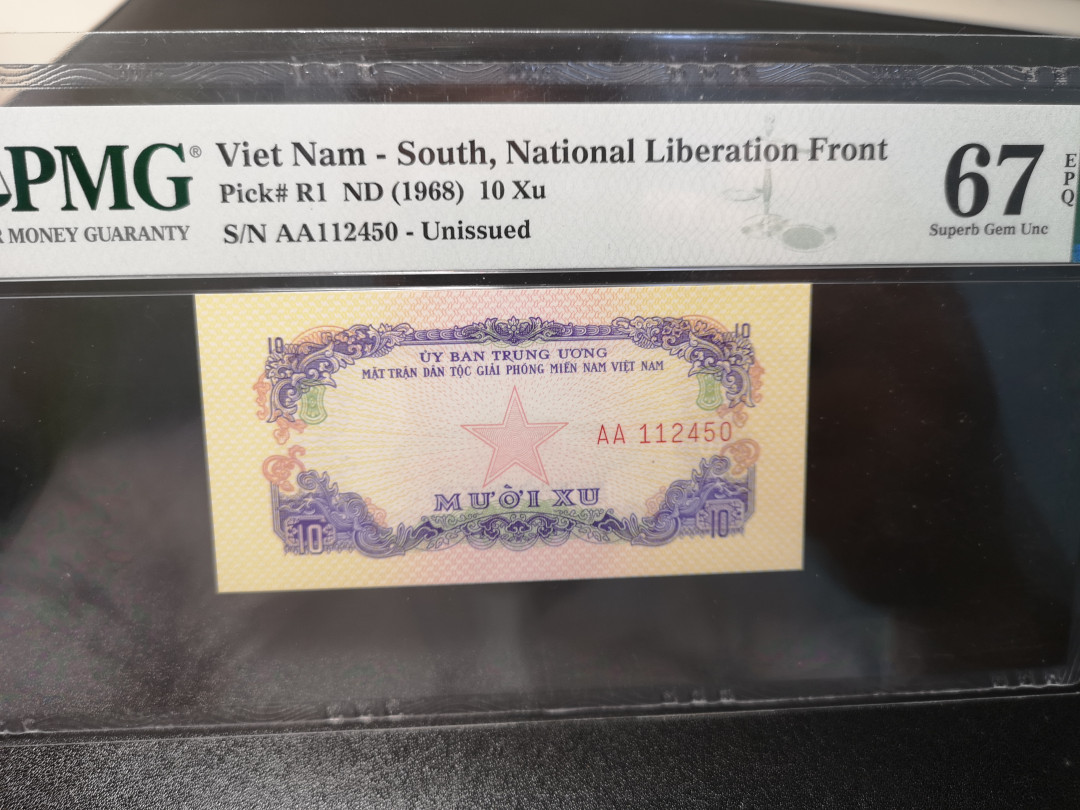 PMG®
MONEY GUARANTY
Viet Nam - South, National Liberation Front
Pick# R1 ND (1968) 10 Xu
S/N AA112450 - Unissued
67
EPQ
Superb Gem Unc
10
10
ỦY BAN TRUNG ƯƠNG
MẶT TRẬN DÂN TỘC GIẢI PHÓNG MIỀN NAM VIỆT NAM
AA 112450
MƯỜI XU
10
10